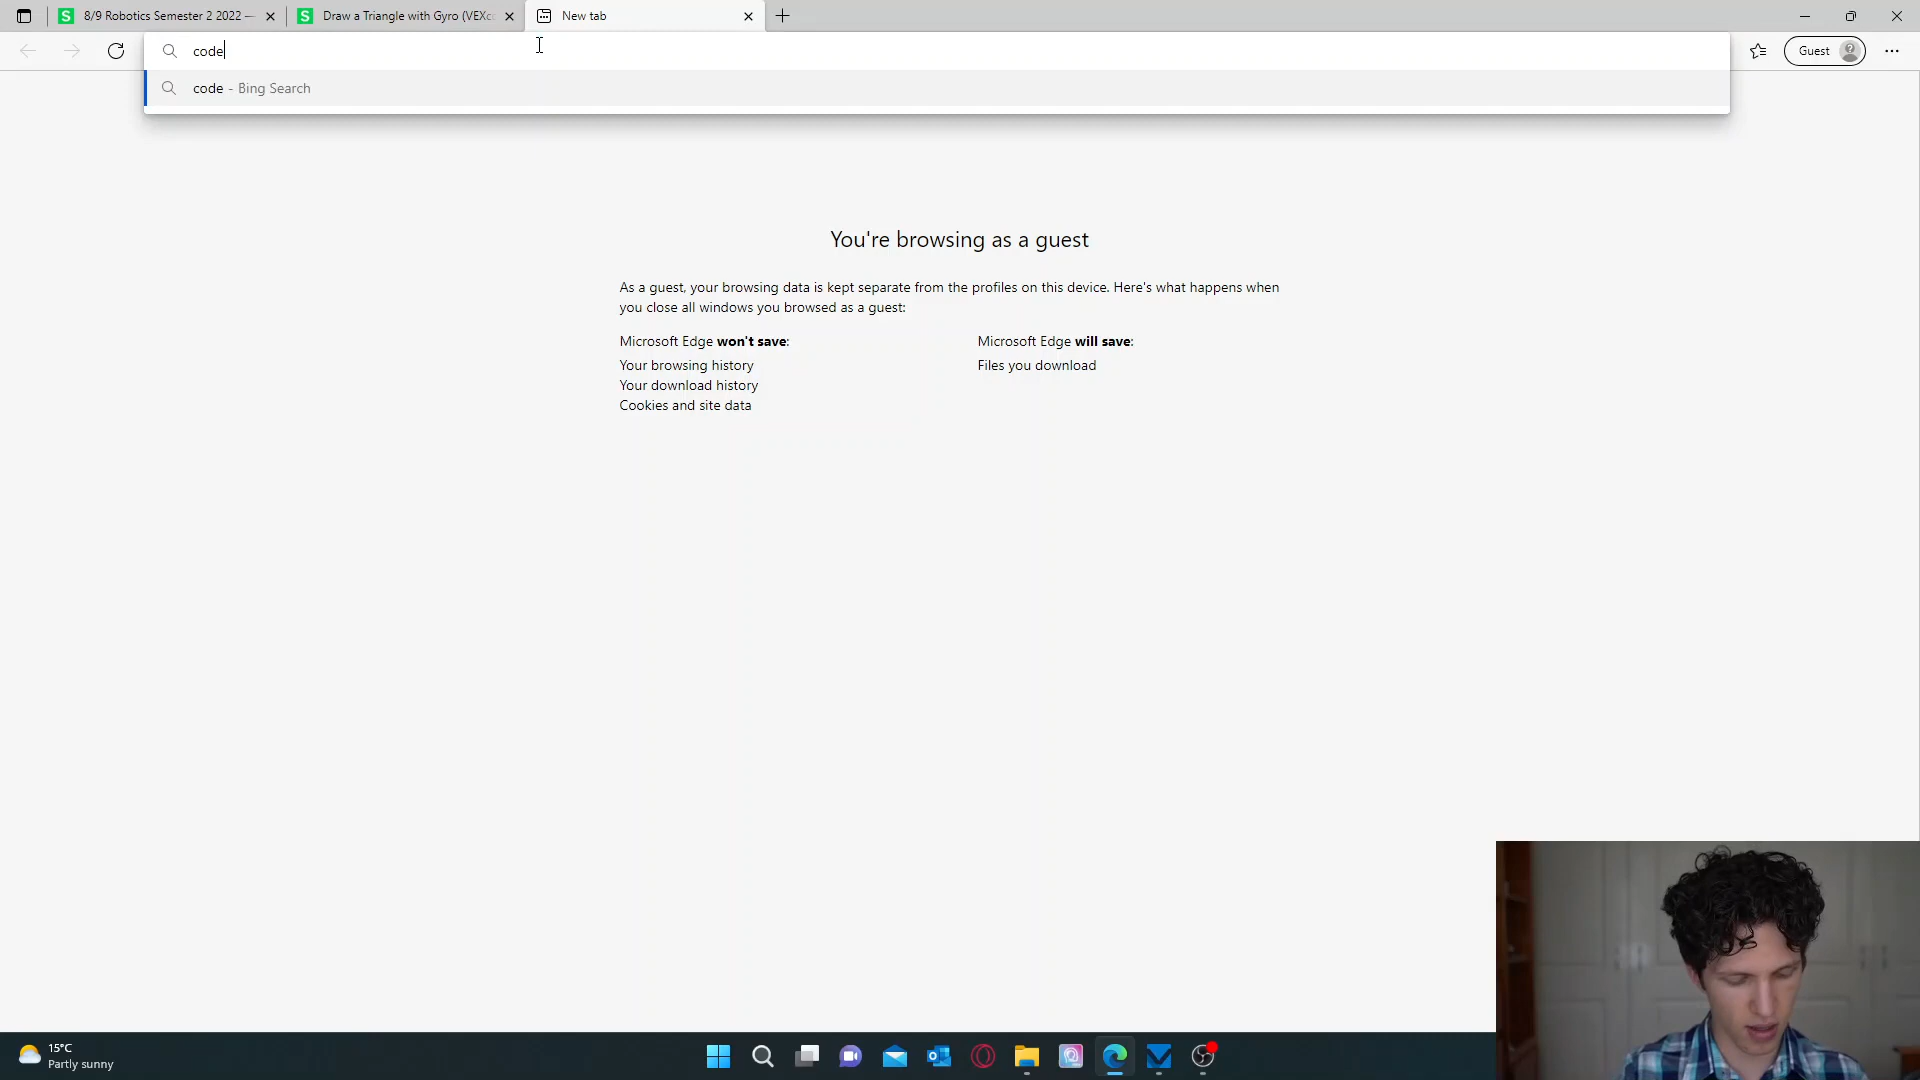 8/9 Robotics Semester 2 2022 —
Draw a Triangle with Gyro (VEXc
New tab
code
Guest
code - Bing Search
You're browsing as a guest
As a guest, your browsing data is kept separate from the profiles on this device. Here's what happens when
you close all windows you browsed as a guest:
Microsoft Edge won't save:
Your browsing history
Your download history
Cookies and site data
Microsoft Edge will save:
Files you download
15°C
Partly sunny